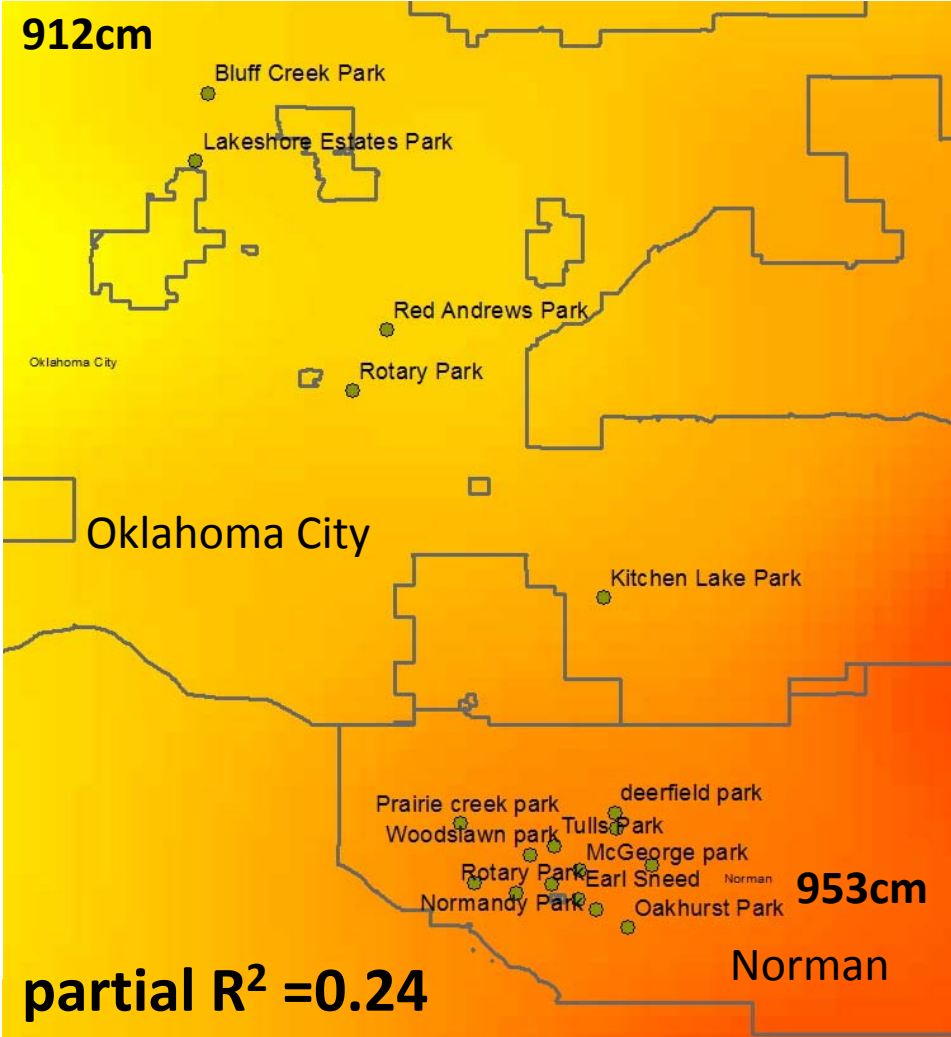 912cm
Bluff Creek Park
Lakeshore Estates Park
Red Andrews Park
Oklahoma City
Rotary Park
Oklahoma City
Kitchen Lake Park
deerfield park
Prairie creek park
Tulls Park
Woodslawn park
McGeorge park
Rotary Park
Earl Sneed
Norman
953cm
Normandy Park
Oakhurst Park
Norman
partial R² =0.24